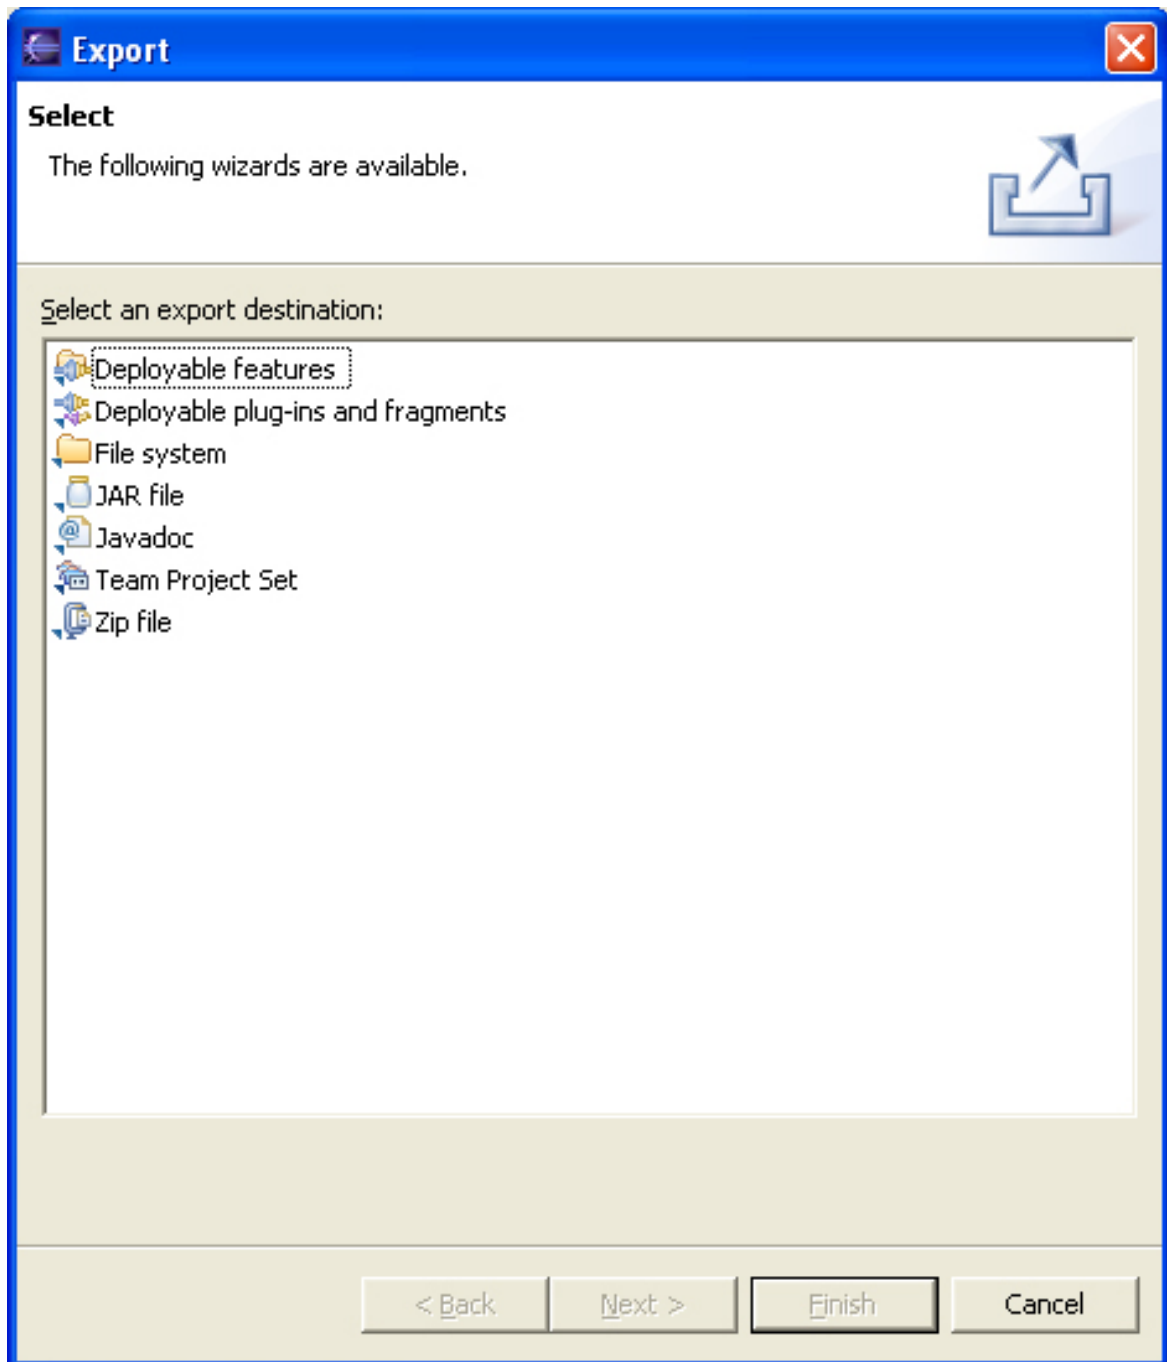 Export
Select
The following wizards are available.
Select an export destination:
Deployable features
Deployable plug-ins and fragments
File system
JAR file
Javadoc
Team Project Set
Zip file
< Back Next > Finish Cancel